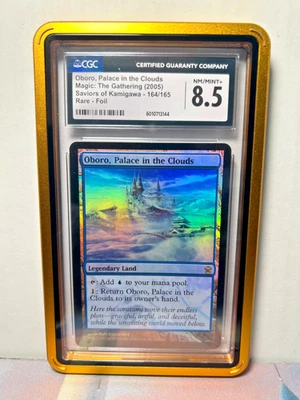 CGC
CERTIFIED GUARANTY COMPANY
Oboro, Palace in the Clouds
Magic: The Gathering (2005)
Saviors of Kamigawa - 164/165
Rare - Foil
NM/MINT+
8.5
6010713144
Oboro, Palace in the Clouds
Legendary Land
: Add to your mana pool.
1: Return Oboro, Palace in the
Clouds to its owner's hand.
Here the soratami wove their endless
plans—graceful, artful, and deceitful,
while the unwitting world moved below.